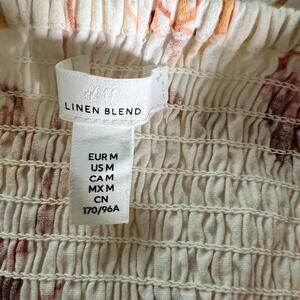 LINEN BLEND
EUR M
US M
CA M
MX M
CN
170/96A